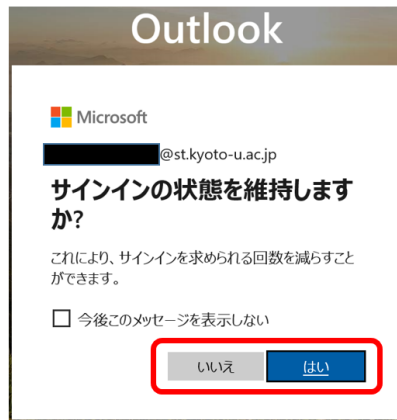 Outlook
Microsoft
@st.kyoto-u.ac.jp
サインインの状態を維持します
か?
これにより、サインインを求められる回数を減らすこと
ができます。
今後このメッセージを表示しない
いいえ はい